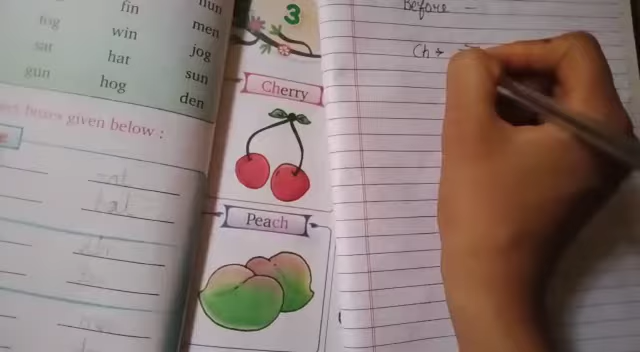 fin
nun
fog
win
men
sat
hat
jog
gun
hog
sun
den
boxes given below :
hat
3
Cherry
Peach
Before -
Ch →